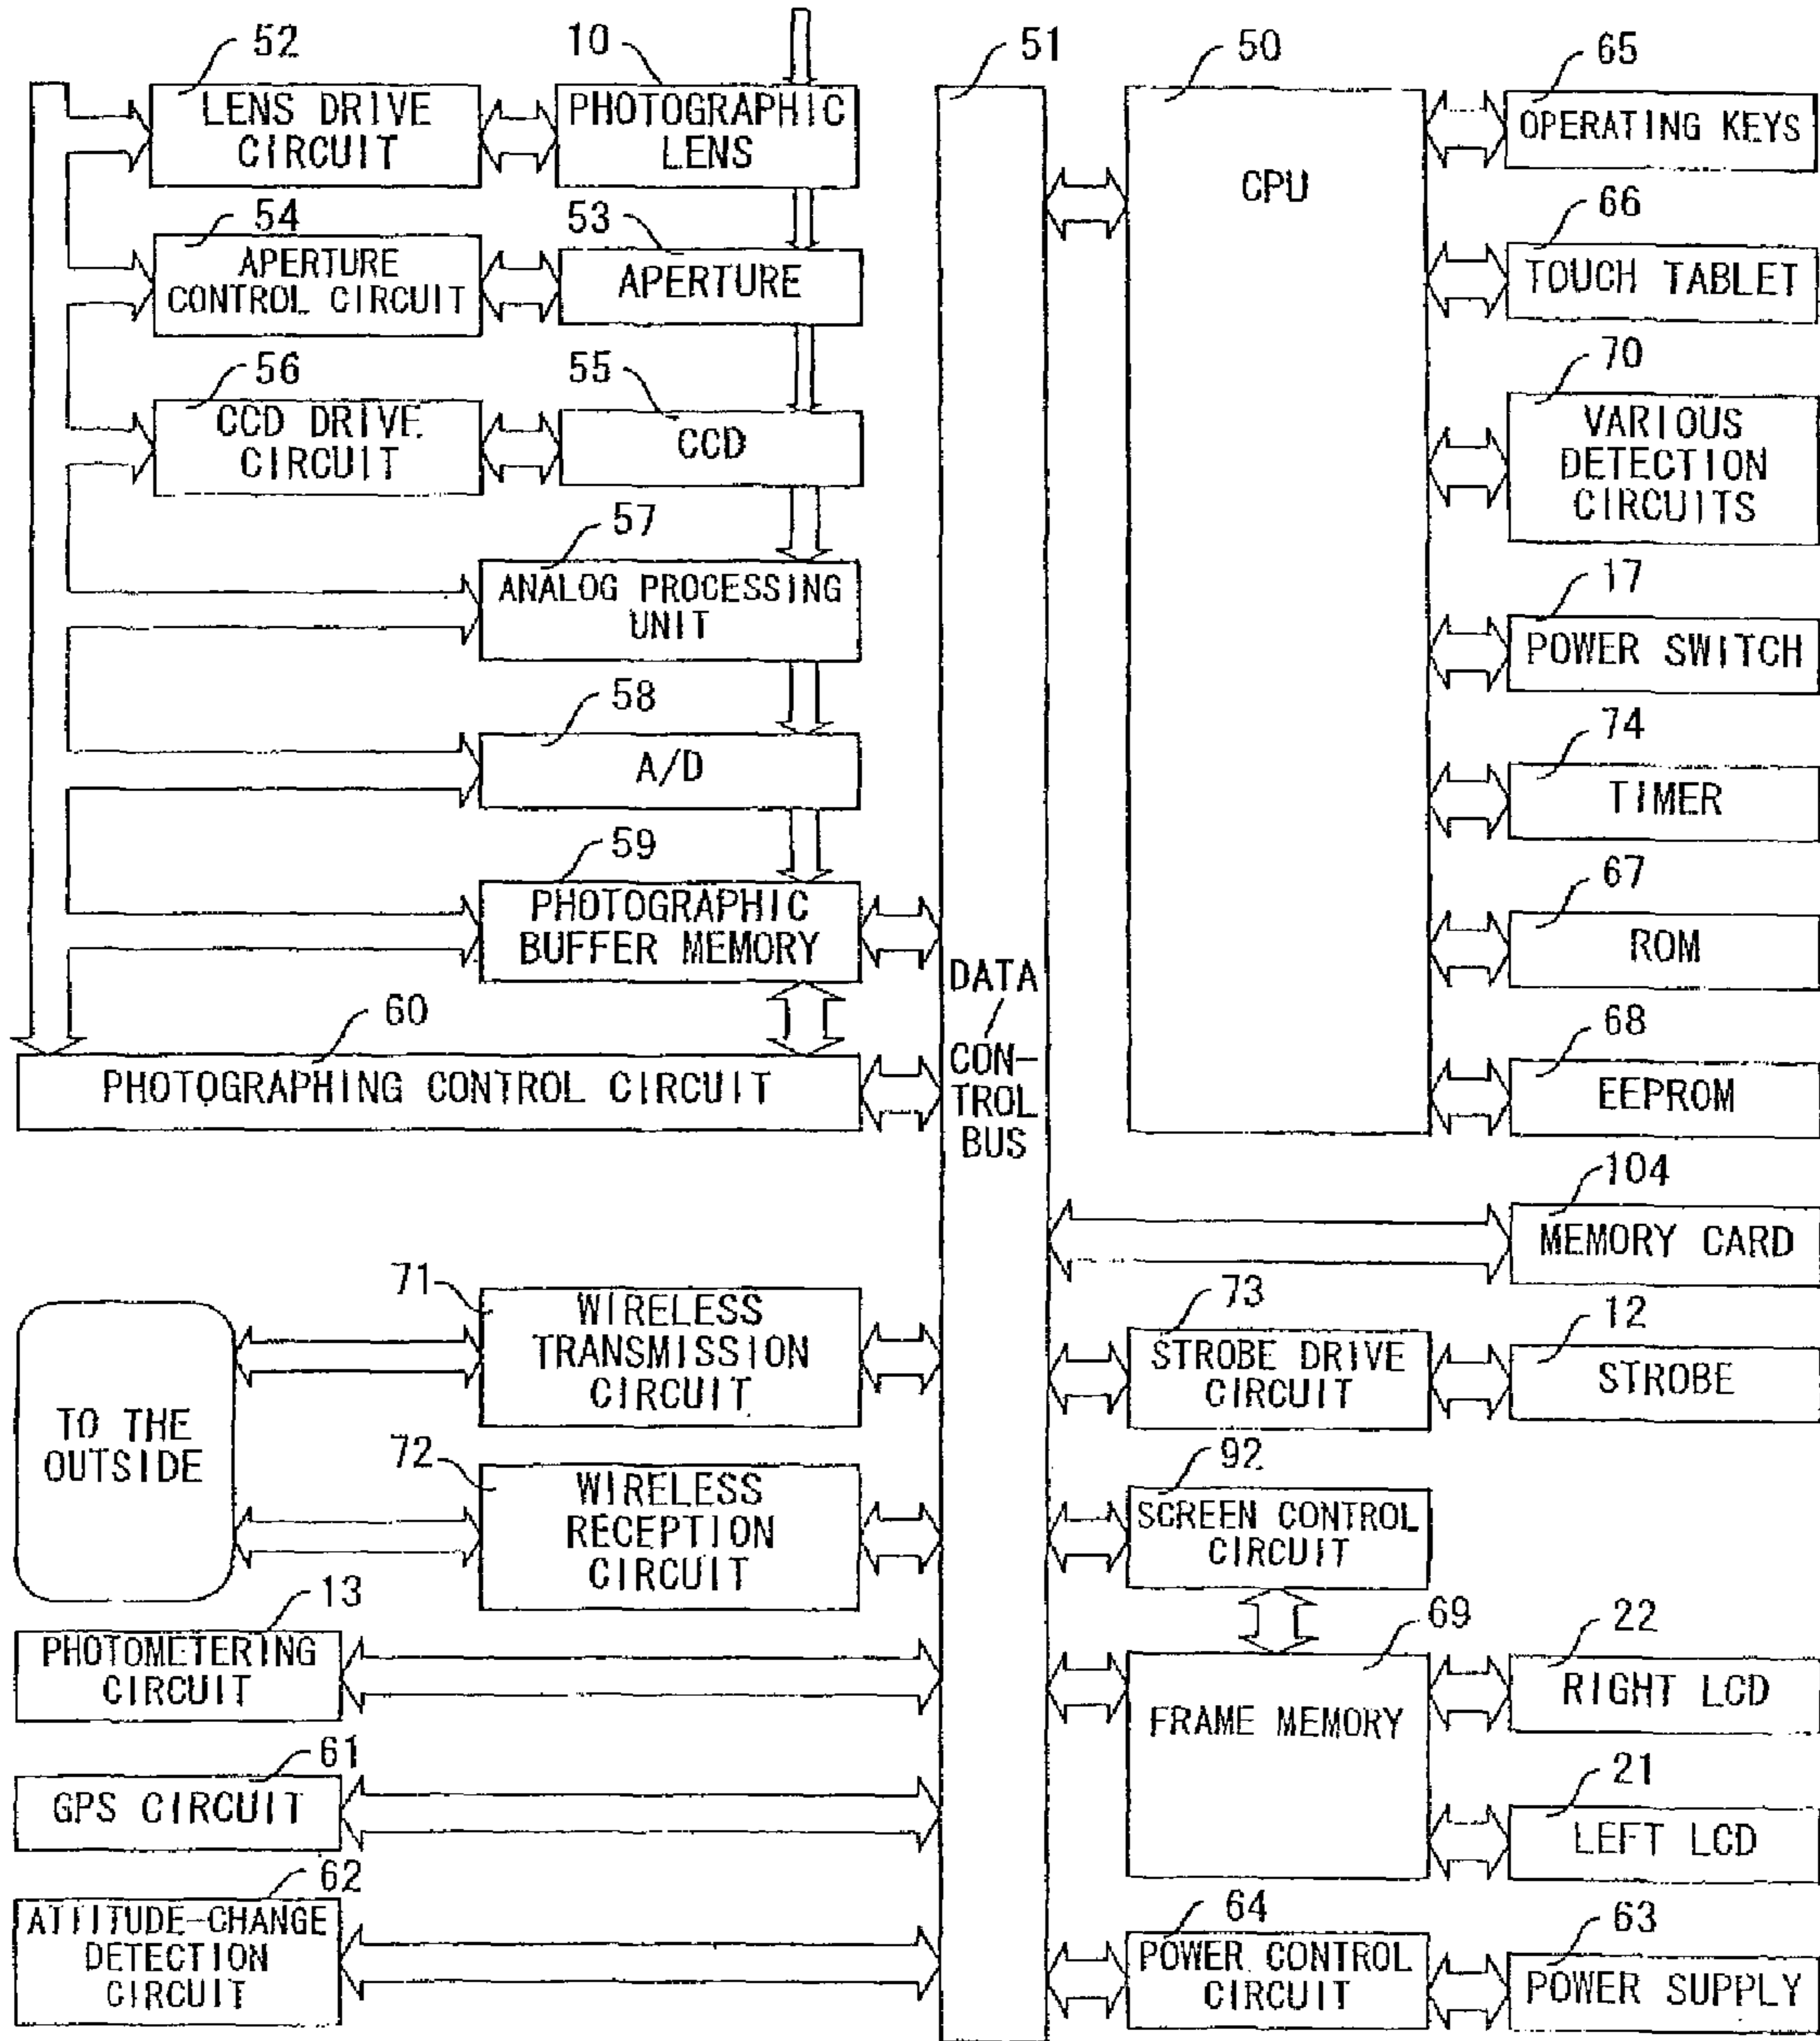 52
10
51
50
65
LENS DRIVE
CIRCUIT
PHOTOGRAPHIC
LENS
CPU
OPERATING KEYS
54
53
66
APERTURE
CONTROL CIRCUIT
APERTURE
TOUCH TABLET
56
55
70
CCD DRIVE
CIRCUIT
CCD
VARIOUS
DETECTION
CIRCUITS
57
17
ANALOG PROCESSING
UNIT
POWER SWITCH
58
74
A/D
TIMER
59
67
PHOTOGRAPHIC
BUFFER MEMORY
ROM
DATA
/
CON-
TROL
BUS
60
68
PHOTOGRAPHING CONTROL CIRCUIT
EEPROM
104
MEMORY CARD
71
73
12
WIRELESS
TRANSMISSION
CIRCUIT
STROBE DRIVE
CIRCUIT
STROBE
TO THE
OUTSIDE
72
92
WIRELESS
RECEPTION
CIRCUIT
SCREEN CONTROL
CIRCUIT
13
69
22
PHOTOMETERING
CIRCUIT
FRAME MEMORY
RIGHT LCD
61
21
GPS CIRCUIT
LEFT LCD
62
64
63
ATTITUDE-CHANGE
DETECTION
CIRCUIT
POWER CONTROL
CIRCUIT
POWER SUPPLY